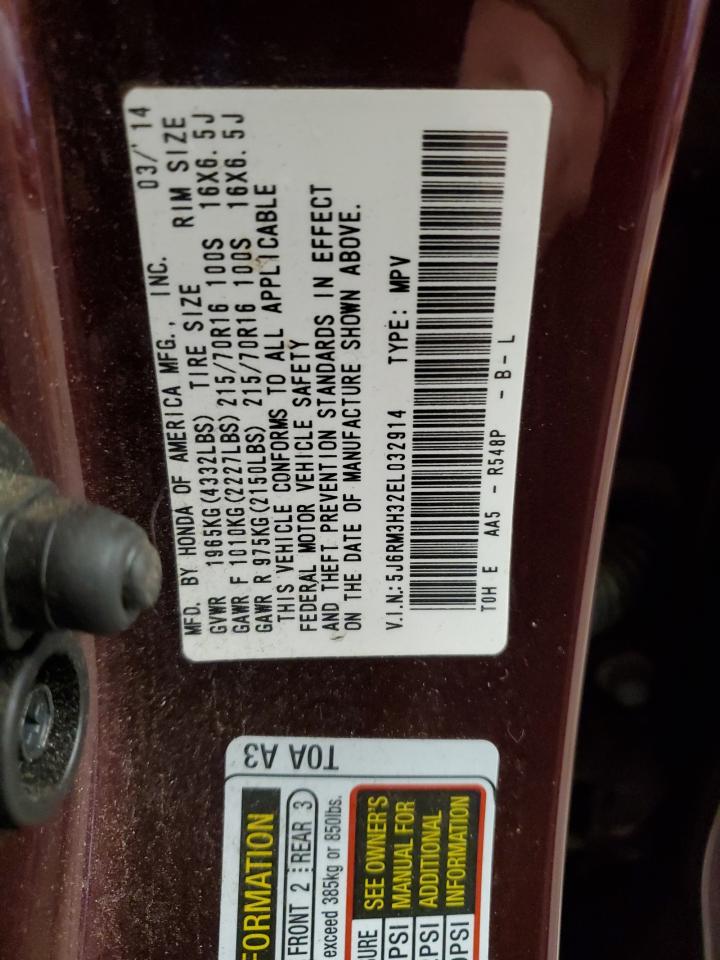 MFD. BY HONDA OF AMERICA MFG., INC. 03/'14
GVWR 1965KG(4332LBS) TIRE SIZE RIM SIZE
GAWR F 1010KG(2227LBS) 215/70R16 100S 16X6.5J
GAWR R 975KG(2150LBS) 215/70R16 100S 16X6.5J
THIS VEHICLE CONFORMS TO ALL APPLICABLE
FEDERAL MOTOR VEHICLE SAFETY
AND THEFT PREVENTION STANDARDS IN EFFECT
ON THE DATE OF MANUFACTURE SHOWN ABOVE.
V.I.N.:5J6RM3H32EL032914 TYPE: MPV
TOH E AA5 - R548P - B - L
TOA A3
FORMATION
FRONT 2 REAR 3
exceed 385kg or 850lbs.
SEE OWNER'S
MANUAL FOR
ADDITIONAL
INFORMATION
URE
PSI
PSI
PSI